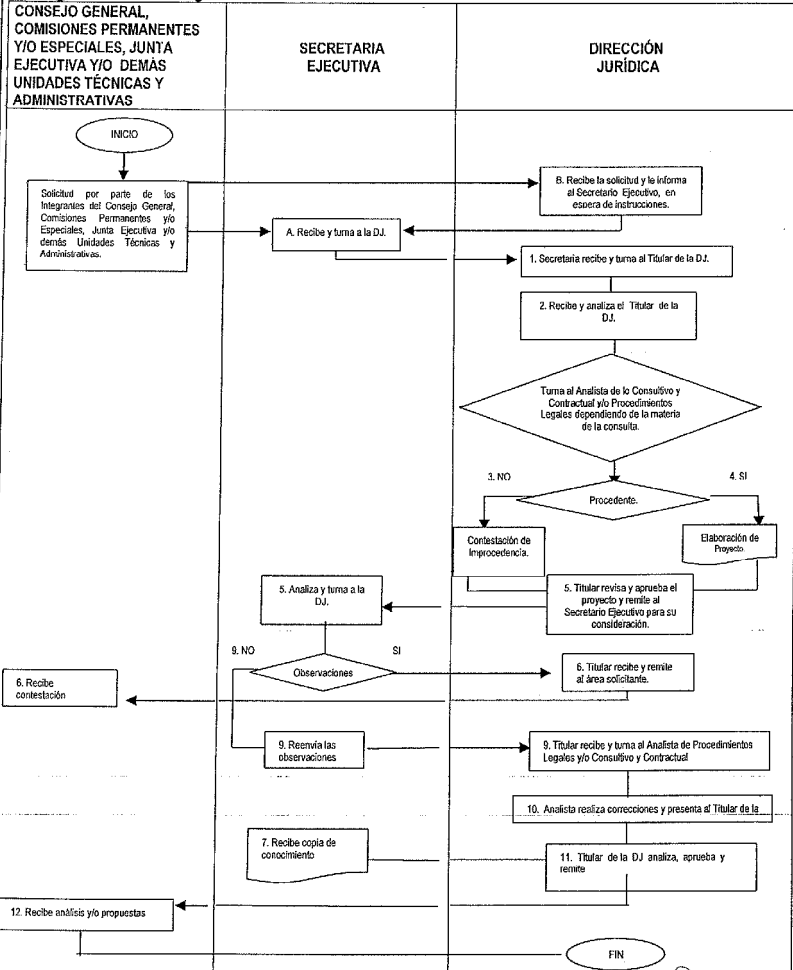 CONSEJO GENERAL,
COMISIONES PERMANENTES
Y/O ESPECIALES, JUNTA
EJECUTIVA Y/O DEMÁS
UNIDADES TÉCNICAS Y
ADMINISTRATIVAS
SECRETARIA
EJECUTIVA
DIRECCIÓN
JURÍDICA
INICIO
Solicitud por parte de los
Integrantes del Consejo General,
Comisiones Permanentes y/o
Especiales, Junta Ejecutiva y/o
demás Unidades Técnicas y
Administrativas.
B. Recibe la solicitud y le informa
al Secretario Ejecutivo, en
espera de instrucciones.
A. Recibe y turna a la DJ.
1. Secretaria recibe y turna al Titular de la DJ.
2. Recibe y analiza el Titular de la
DJ.
Turna al Analista de lo Consultivo y
Contractual y/o Procedimientos
Legales dependiendo de la materia
de la consulta.
3. NO
4. SI
Procedente.
Contestación de
Improcedencia.
Elaboración de
Proyecto.
5. Analiza y turna a la
DJ.
5. Titular revisa y aprueba el
proyecto y remite al
Secretario Ejecutivo para su
consideración.
9. NO
SI
Observaciones
6. Titular recibe y remite
al área solicitante.
6. Recibe
contestación
9. Reenvía las
observaciones
9. Titular recibe y turna al Analista de Procedimientos
Legales y/o Consultivo y Contractual
10. Analista realiza correcciones y presenta al Titular de la
7. Recibe copia de
conocimiento
11. Titular de la DJ analiza, aprueba y
remite
12. Recibe análisis y/o propuestas
FIN